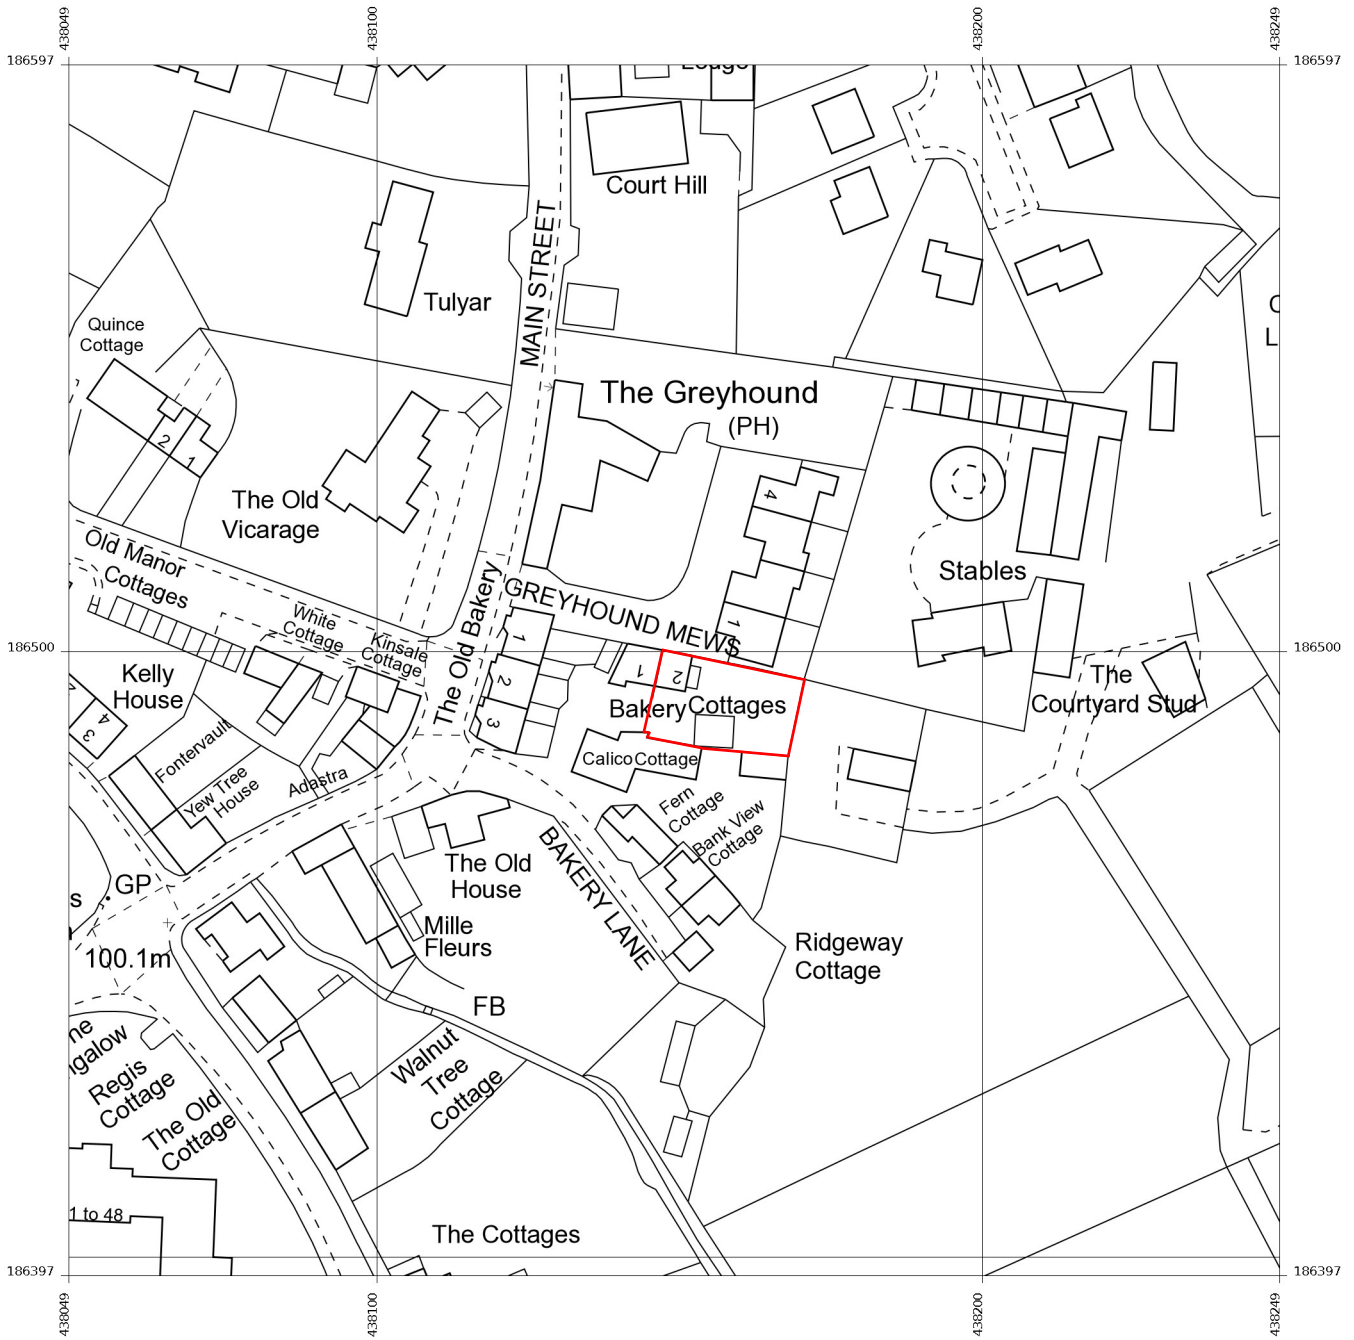 438049
438100
438200
438249
186597
186597
Court Hill
MAIN STREET
Tulyar
Quince
Cottage
The Greyhound
(PH)
2
1
4
The Old
Vicarage
Old Manor
Cottages
Stables
GREYHOUND MEWS
White
Cottage
Kinsale
Cottage
The Old Bakery
1
1
186500
186500
Kelly
House
2
1
2
The
Courtyard Stud
Bakery Cottages
3
4
3
Fontervault
Calico Cottage
Adastra
Yew Tree
House
Fern
Cottage
Bank View
Cottage
BAKERY LANE
The Old
House
GP
s
Mille
Fleurs
100.1m
Ridgeway
Cottage
FB
ne
ngalow
Regis
Cottage
The Old
Cottage
Walnut
Tree
Cottage
1 to 48
The Cottages
186397
186397
438049
438100
438200
438249